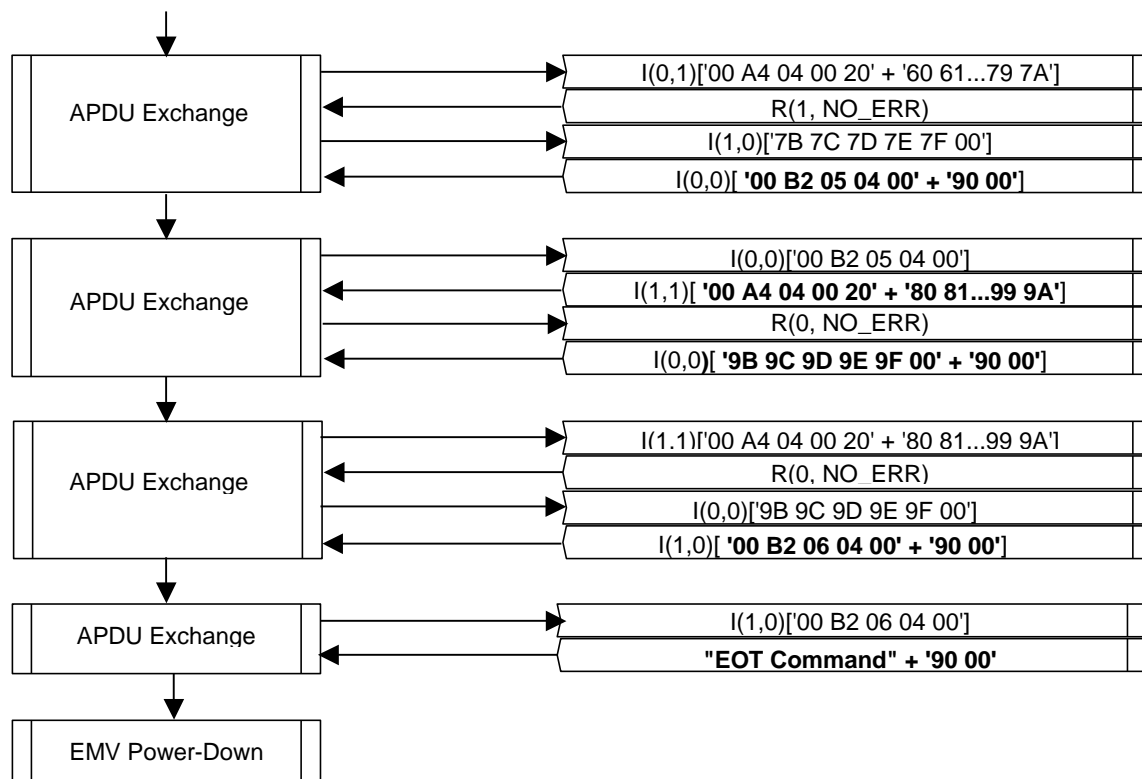 APDU Exchange
I(0,1)['00 A4 04 00 20' + '60 61...79 7A']
R(1, NO_ERR)
I(1,0)['7B 7C 7D 7E 7F 00']
I(0,0)[ '00 B2 05 04 00' + '90 00']
APDU Exchange
I(0,0)['00 B2 05 04 00']
I(1,1)[ '00 A4 04 00 20' + '80 81...99 9A']
R(0, NO_ERR)
I(0,0)[ '9B 9C 9D 9E 9F 00' + '90 00']
APDU Exchange
I(1,1)['00 A4 04 00 20' + '80 81...99 9A']
R(0, NO_ERR)
I(0,0)['9B 9C 9D 9E 9F 00']
I(1,0)[ '00 B2 06 04 00' + '90 00']
APDU Exchange
I(1,0)['00 B2 06 04 00']
"EOT Command" + '90 00'
EMV Power-Down